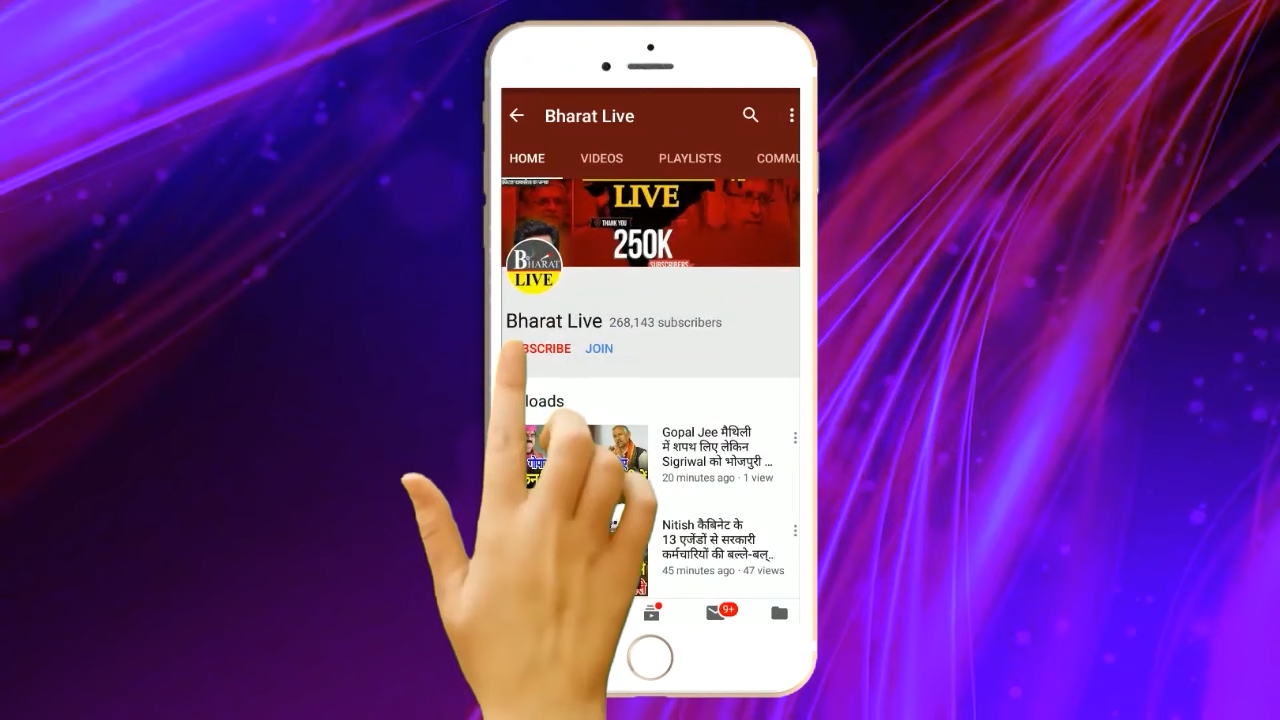 Bharat Live
HOME VIDEOS PLAYLISTS COMMU
LIVE
THANK YOU
250K
SUBSCRIBERS
BHARAT
LIVE
Bharat Live 268,143 subscribers
BSCRIBE JOIN
loads
Gopal Jee मैथिली
में शपथ लिए लेकिन
Sigriwal को भोजपुरी ...
20 minutes ago · 1 view
Nitish कैबिनेट के
13 एजेंडों से सरकारी
कर्मचारियों की बल्ले-बल्..
45 minutes ago · 47 views
9+